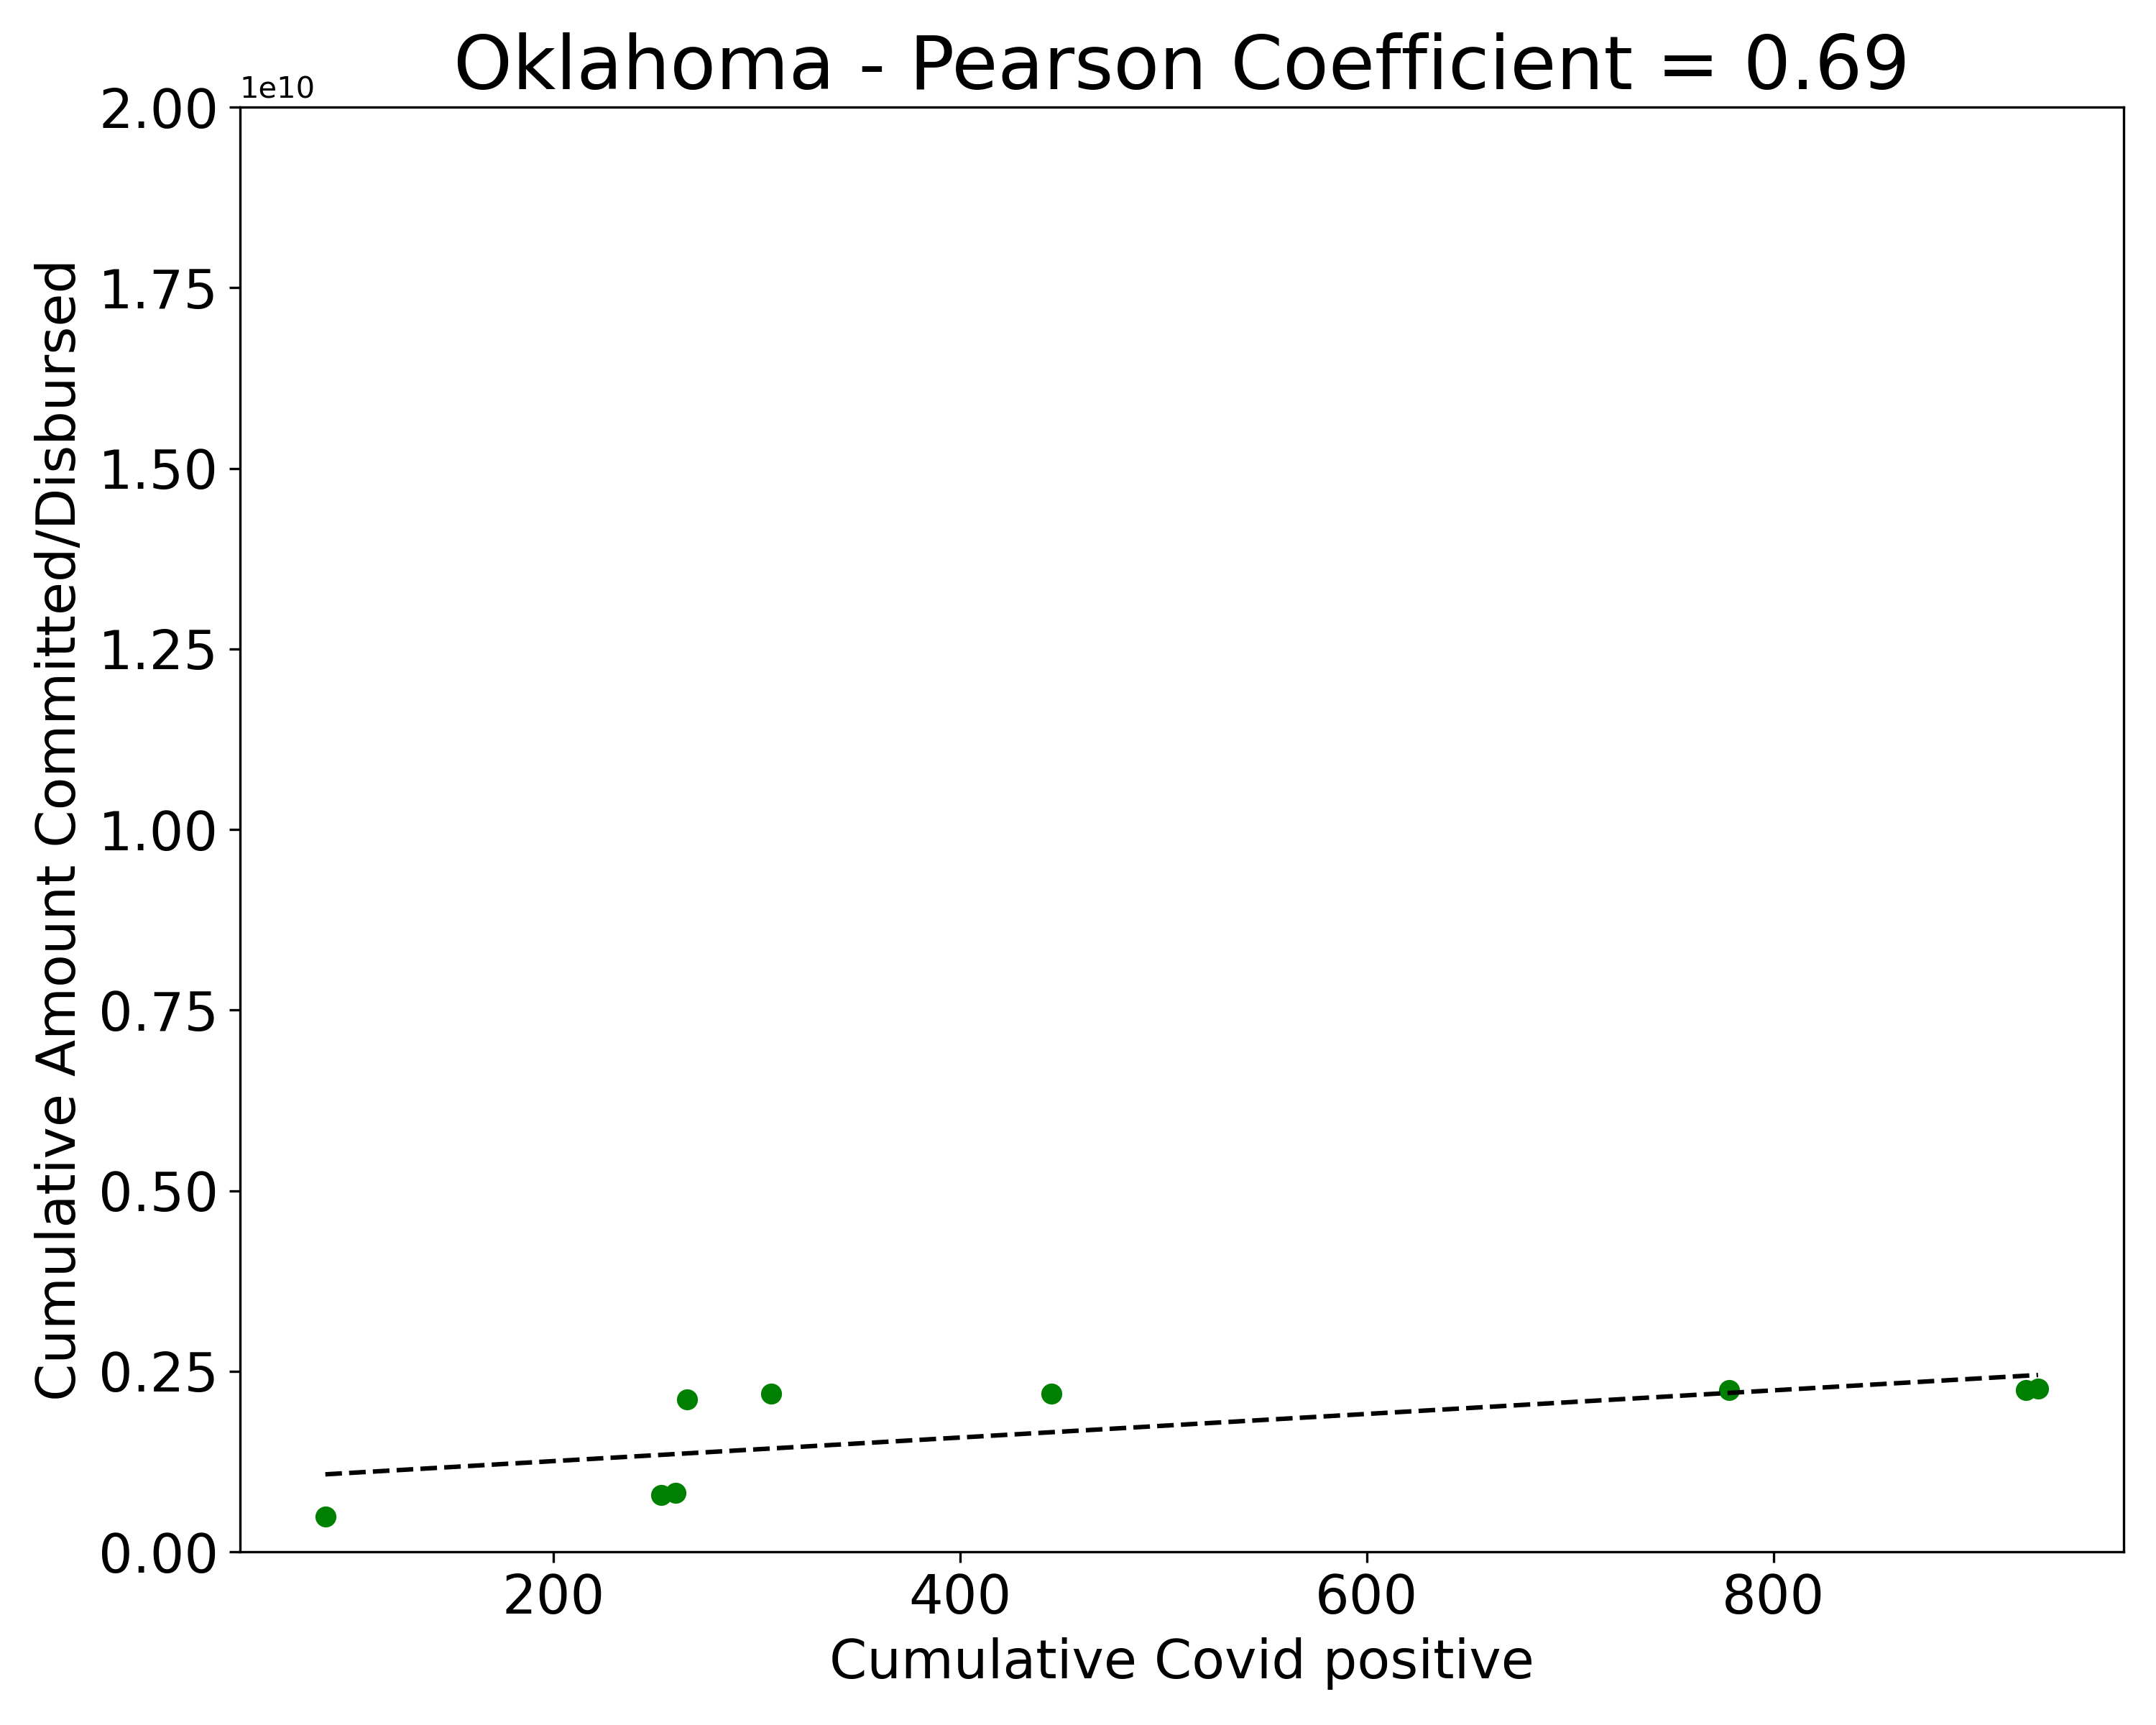 Oklahoma - Pearson Coefficient = 0.69
1e10
2.00
1.75
1.50
1.25
1.00
0.75
0.50
0.25
0.00
Cumulative Amount Committed/Disbursed
200 400 600 800
Cumulative Covid positive